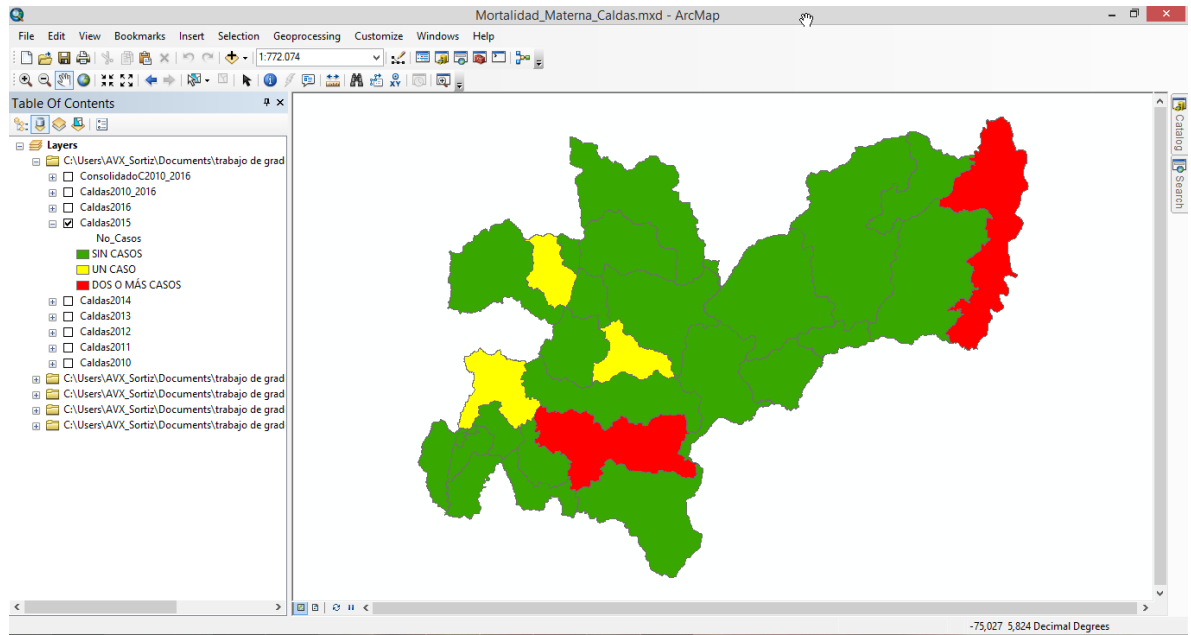 Mortalidad_Materna_Caldas.mxd - ArcMap
File Edit View Bookmarks Insert Selection Geoprocessing Customize Windows Help
1:772.074
Table Of Contents
Layers
C:\Users\AVX_Sortiz\Documents\trabajo de grad
ConsolidadoC2010_2016
Caldas2010_2016
Caldas2016
Caldas2015
No_Casos
SIN CASOS
UN CASO
DOS O MÁS CASOS
Caldas2014
Caldas2013
Caldas2012
Caldas2011
Caldas2010
C:\Users\AVX_Sortiz\Documents\trabajo de grad
C:\Users\AVX_Sortiz\Documents\trabajo de grad
C:\Users\AVX_Sortiz\Documents\trabajo de grad
C:\Users\AVX_Sortiz\Documents\trabajo de grad
Catalog
Search
-75,027 5,824 Decimal Degrees